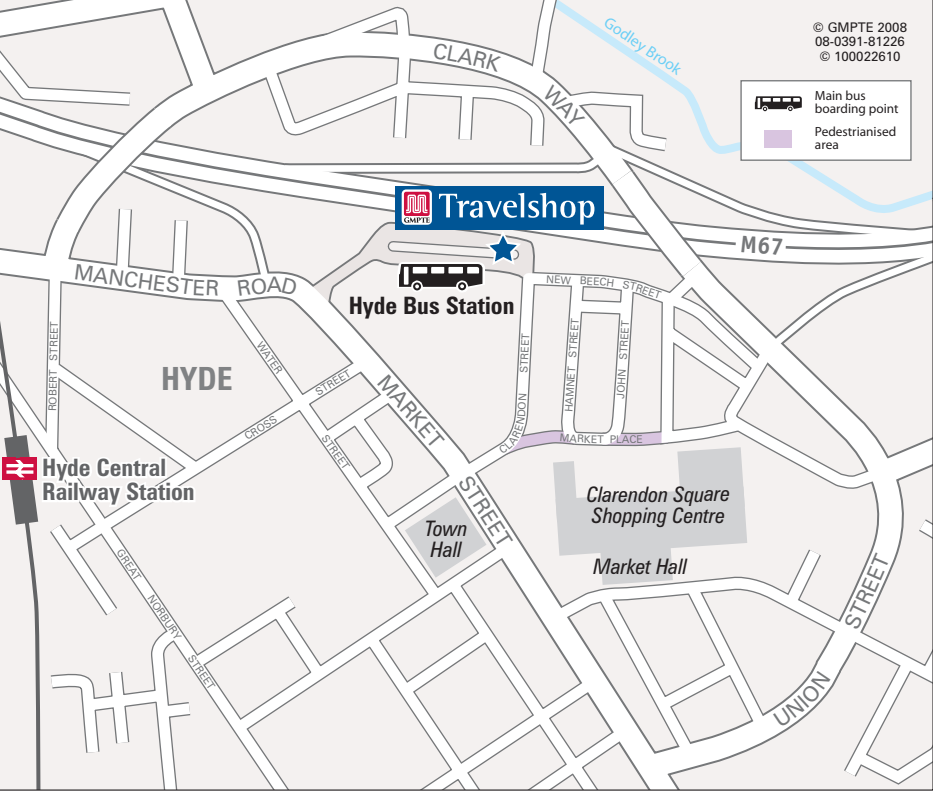 © GMPTE 2008
08-0391-81226
© 100022610
Main bus
boarding point
Pedestrianised
area
Godley Brook
CLARK
WAY
GMPTE
Travelshop
M67
MANCHESTER ROAD
Hyde Bus Station
NEW BEECH STREET
ROBERT STREET
WATER
STREET
HYDE
CROSS
STREET
MARKET
STREET
CLARENDON STREET
HAMNET STREET
JOHN STREET
MARKET PLACE
Hyde Central
Railway Station
Town
Hall
Clarendon Square
Shopping Centre
Market Hall
GREAT
NORBURY
STREET
UNION
STREET